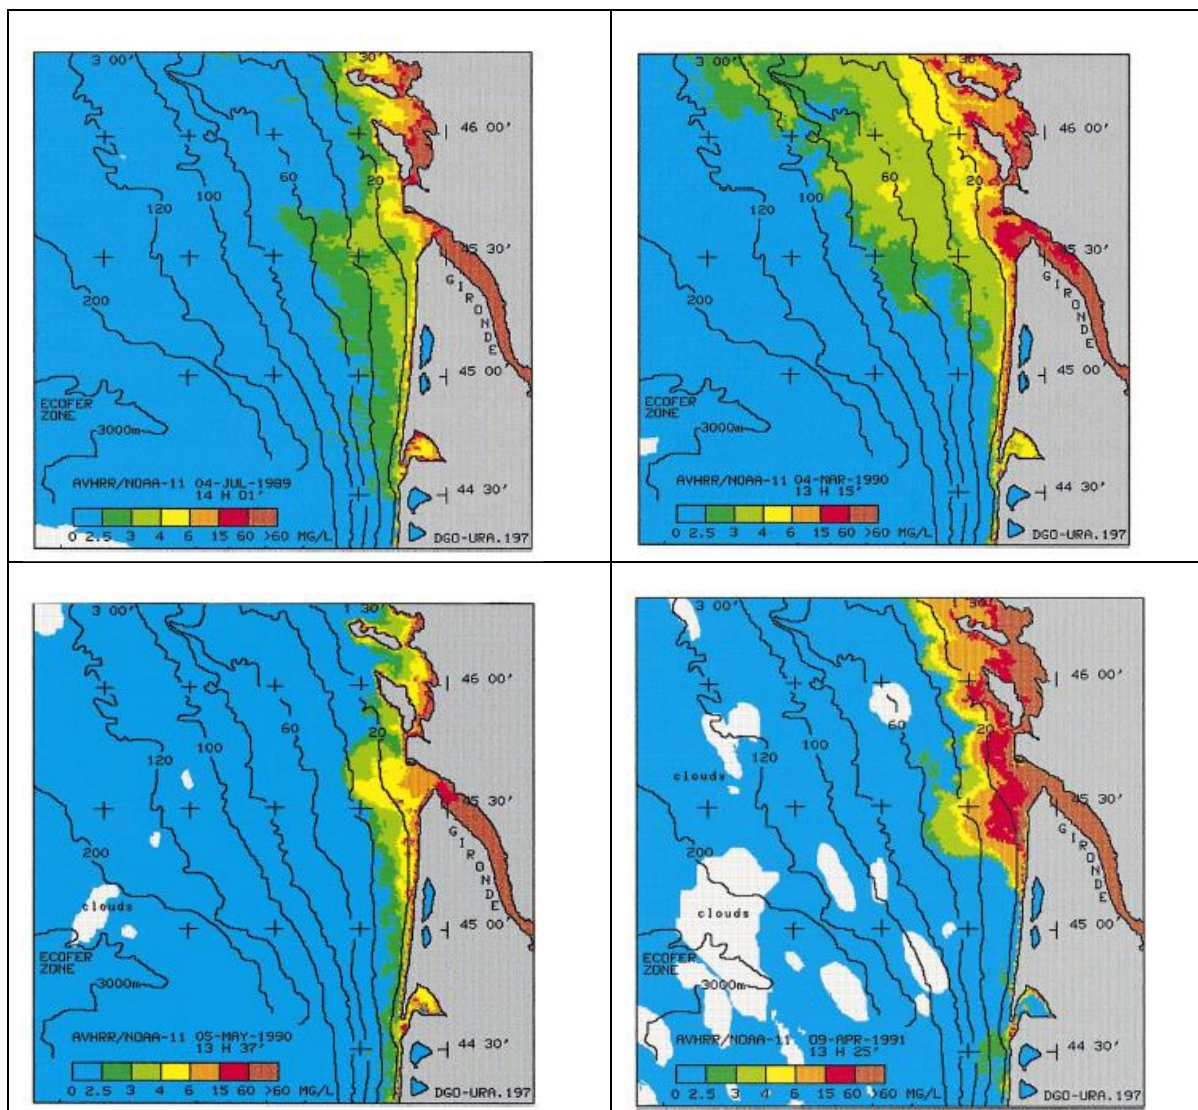 3 00'
1 30'
46 00'
60
20
100
120
45 30'
200
GIRONDE
45 00'
ECOFER
ZONE
3000m
AVHRR/NOAA-11 04-JUL-1989
14 H 01'
44 30'
0 2.5 3 4 6 15 60 >60 MG/L
DGO-URA.197
3 00'
30'
46 00'
60
20
100
120
45 30'
200
GIRONDE
45 00'
ECOFER
ZONE
3000m
AVHRR/NOAA-11 04-MAR-1990
13 H 15'
44 30'
0 2.5 3 4 6 15 60 >60 MG/L
DGO-URA.197
3 00'
1 30'
46 00'
60
20
100
120
45 30'
200
GIRONDE
clouds
45 00'
ECOFER
ZONE
3000m
AVHRR/NOAA-11 05-MAY-1990
13 H 37'
44 30'
0 2.5 3 4 6 15 60 >60 MG/L
DGO-URA.197
3 00'
1 30'
46 00'
60
20
100
120
clouds
45 30'
200
GIRONDE
clouds
45 00'
ECOFER
ZONE
3000m
AVHRR/NOAA-11 09-APR-1991
13 H 25'
44 30'
0 2.5 3 4 6 15 60 >60 MG/L
DGO-URA.197